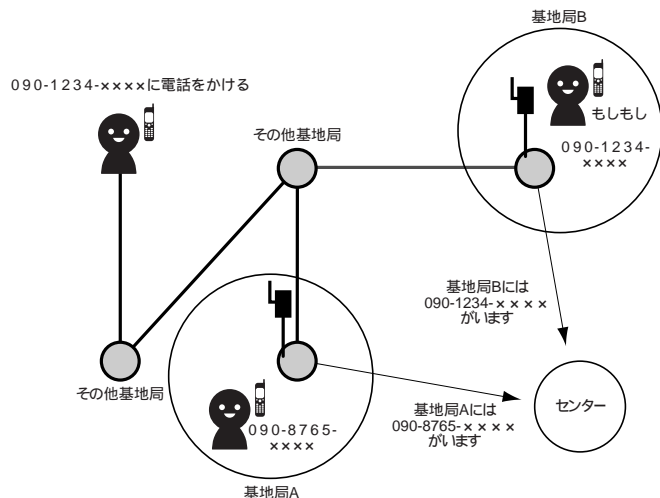 基地局B
090-1234-××××に電話をかける
もしもし
その他基地局
090-1234-
××××
基地局Bには
090-1234-××××
がいます
その他基地局
センター
基地局Aには
090-8765-××××
がいます
090-8765-
××××
基地局A